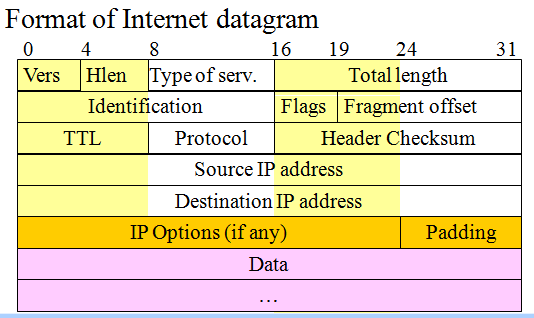 Format of Internet datagram
0 4 8 16 19 24 31
Vers Hlen Type of serv. Total length
Identification Flags Fragment offset
TTL Protocol Header Checksum
Source IP address
Destination IP address
IP Options (if any) Padding
Data
…